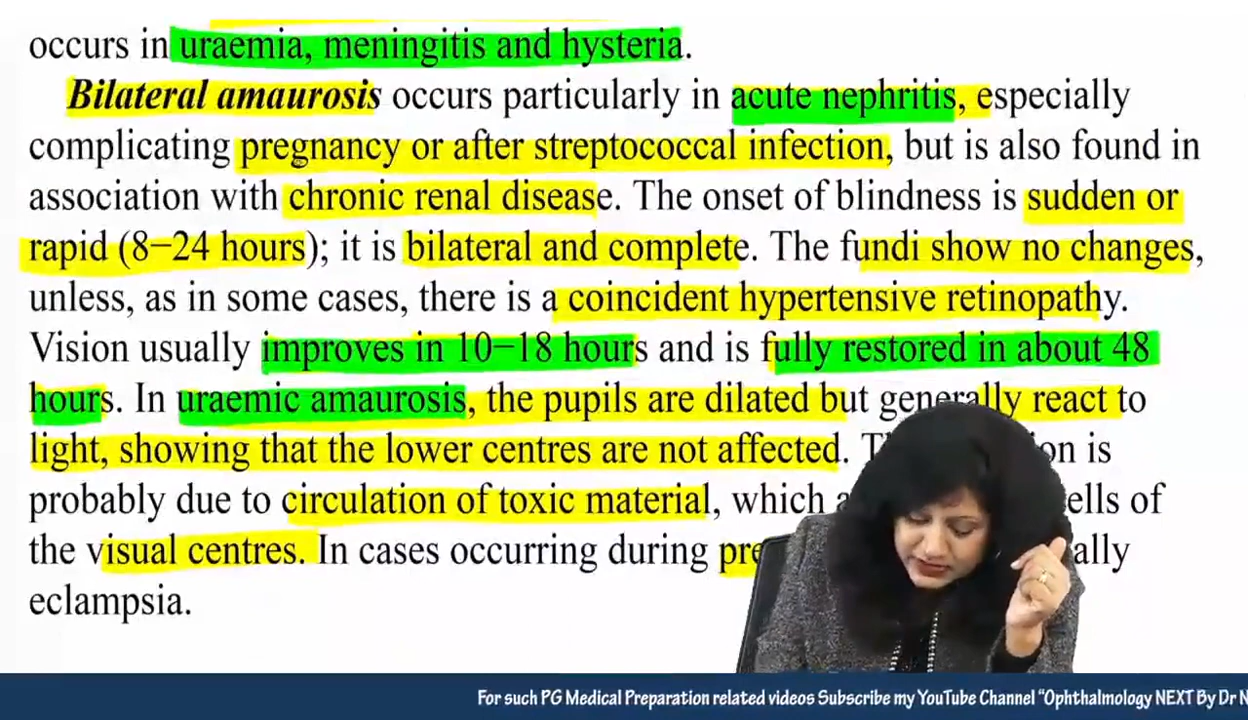 occurs in uraemia, meningitis and hysteria.
Bilateral amaurosis occurs particularly in acute nephritis, especially
complicating pregnancy or after streptococcal infection, but is also found in
association with chronic renal disease. The onset of blindness is sudden or
rapid (8–24 hours); it is bilateral and complete. The fundi show no changes,
unless, as in some cases, there is a coincident hypertensive retinopathy.
Vision usually improves in 10–18 hours and is fully restored in about 48
hours. In uraemic amaurosis, the pupils are dilated but generally react to
light, showing that the lower centres are not affected. is
probably due to circulation of toxic material, which of
the visual centres. In cases occurring during
eclampsia.
For such PG Medical Preparation related videos Subscribe my YouTube Channel "Ophthalmology NEXT By Dr